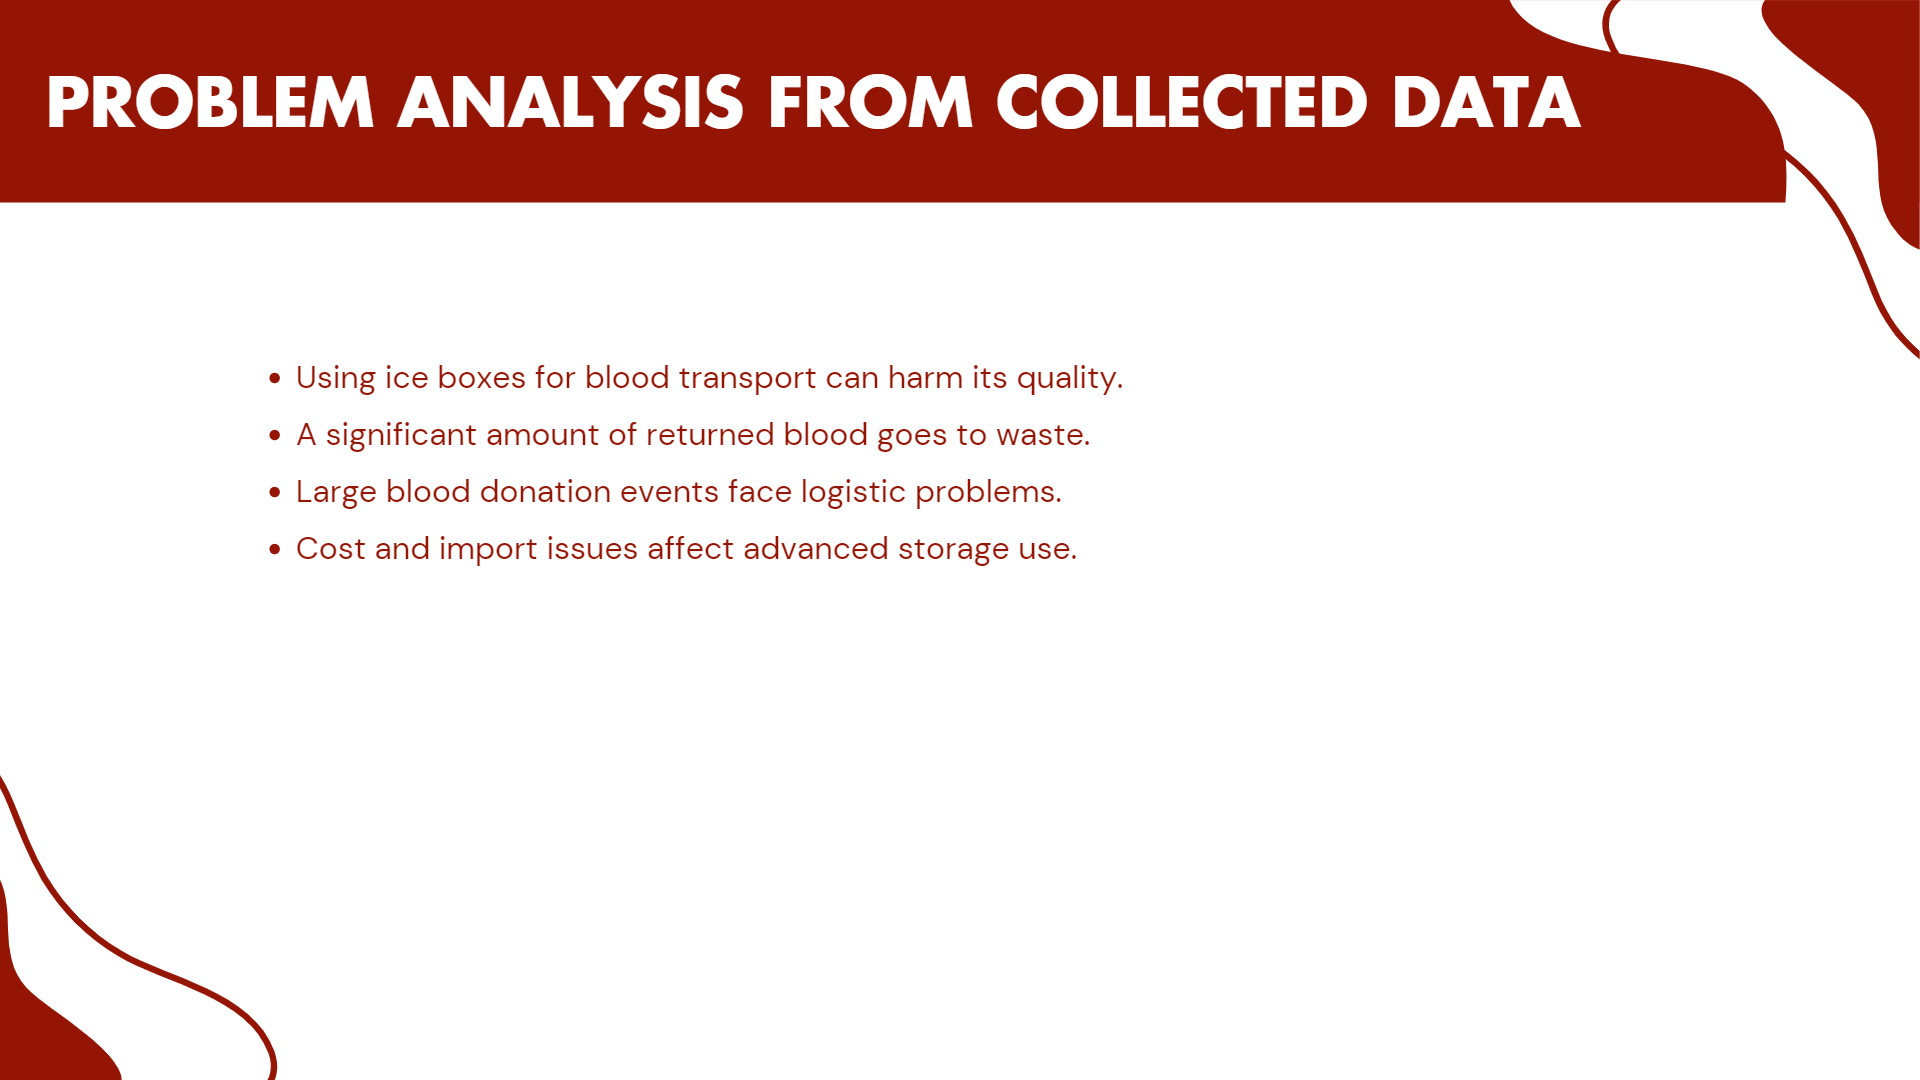 PROBLEM ANALYSIS FROM COLLECTED DATA
• Using ice boxes for blood transport can harm its quality.
• A significant amount of returned blood goes to waste.
• Large blood donation events face logistic problems.
• Cost and import issues affect advanced storage use.